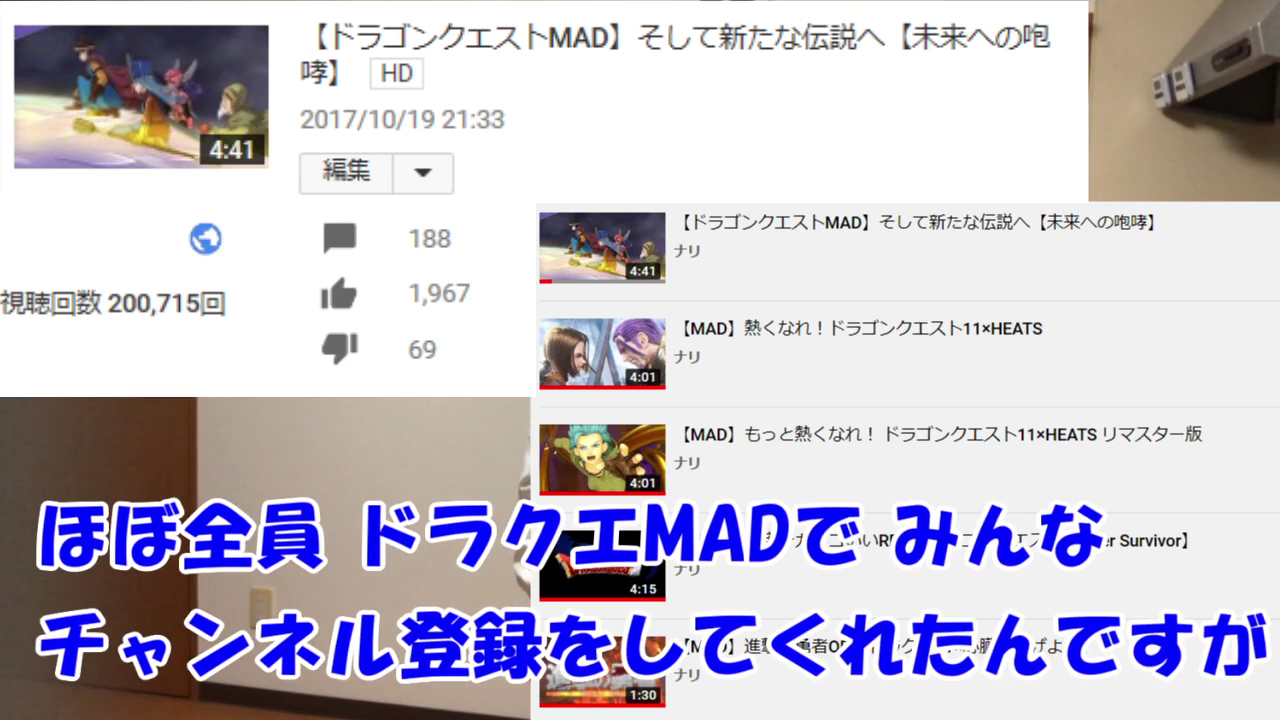 【ドラゴンクエストMAD】そして新たな伝説へ【未来への咆
哮】 HD
2017/10/19 21:33
4:41
編集
188
視聴回数 200,715回
1,967
69
【ドラゴンクエストMAD】そして新たな伝説へ【未来への咆哮】
ナリ
4:41
【MAD】熱くなれ！ドラゴンクエスト11×HEATS
ナリ
4:01
【MAD】もっと熱くなれ！ ドラゴンクエスト11×HEATS リマスター版
ナリ
4:01
ほぼ全員 ドラクエMADで みんな
Survivor】
ナリ
4:15
チャンネル登録をしてくれたんですが
ナリ
1:30